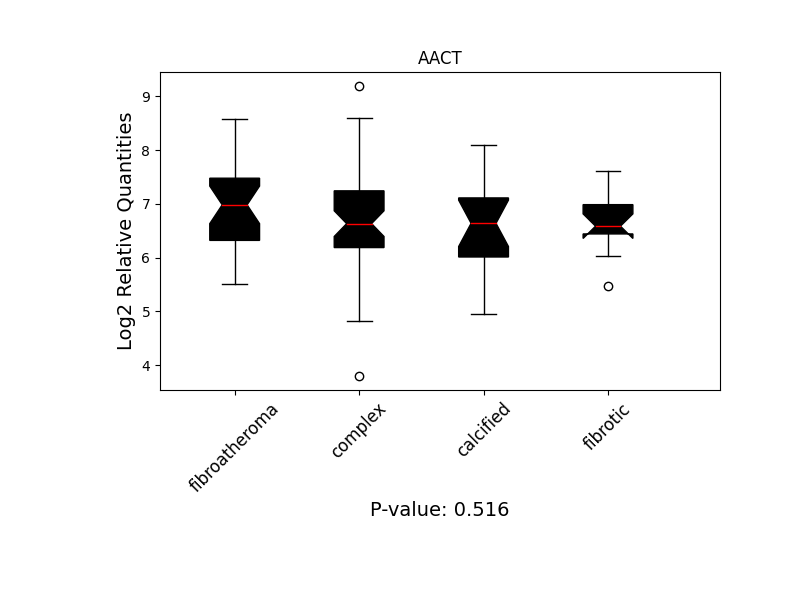 AACT
Log2 Relative Quantities
9
8
7
6
5
4
fibroatheroma
complex
calcified
fibrotic
P-value: 0.516